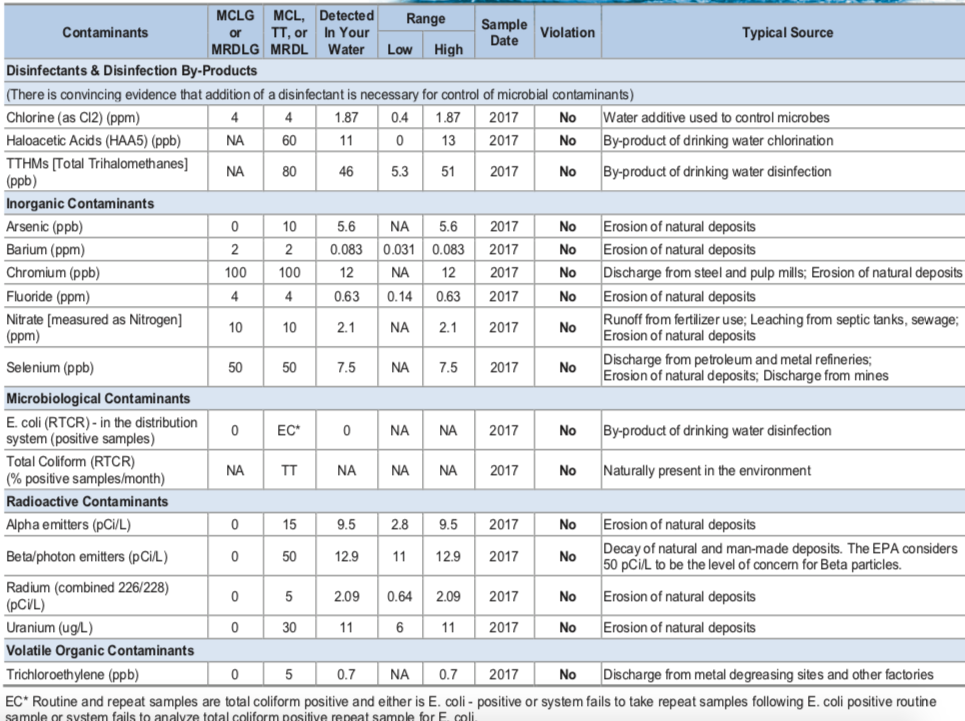 Contaminants MCLG or MRDLG MCL, TT, or MRDL Detected In Your Water Range Low High Sample Date Violation Typical Source
Disinfectants & Disinfection By-Products
(There is convincing evidence that addition of a disinfectant is necessary for control of microbial contaminants)
Chlorine (as Cl2) (ppm) 4 4 1.87 0.4 1.87 2017 No Water additive used to control microbes
Haloacetic Acids (HAA5) (ppb) NA 60 11 0 13 2017 No By-product of drinking water chlorination
TTHMs [Total Trihalomethanes]
(ppb) NA 80 46 5.3 51 2017 No By-product of drinking water disinfection
Inorganic Contaminants
Arsenic (ppb) 0 10 5.6 NA 5.6 2017 No Erosion of natural deposits
Barium (ppm) 2 2 0.083 0.031 0.083 2017 No Erosion of natural deposits
Chromium (ppb) 100 100 12 NA 12 2017 No Discharge from steel and pulp mills; Erosion of natural deposits
Fluoride (ppm) 4 4 0.63 0.14 0.63 2017 No Erosion of natural deposits
Nitrate [measured as Nitrogen]
(ppm) 10 10 2.1 NA 2.1 2017 No Runoff from fertilizer use; Leaching from septic tanks, sewage;
Erosion of natural deposits
Selenium (ppb) 50 50 7.5 NA 7.5 2017 No Discharge from petroleum and metal refineries;
Erosion of natural deposits; Discharge from mines
Microbiological Contaminants
E. coli (RTCR) - in the distribution
system (positive samples) 0 EC* 0 NA NA 2017 No By-product of drinking water disinfection
Total Coliform (RTCR)
(% positive samples/month) NA TT NA NA NA 2017 No Naturally present in the environment
Radioactive Contaminants
Alpha emitters (pCi/L) 0 15 9.5 2.8 9.5 2017 No Erosion of natural deposits
Beta/photon emitters (pCi/L) 0 50 12.9 11 12.9 2017 No Decay of natural and man-made deposits. The EPA considers
50 pCi/L to be the level of concern for Beta particles.
Radium (combined 226/228)
(pCi/L) 0 5 2.09 0.64 2.09 2017 No Erosion of natural deposits
Uranium (ug/L) 0 30 11 6 11 2017 No Erosion of natural deposits
Volatile Organic Contaminants
Trichloroethylene (ppb) 0 5 0.7 NA 0.7 2017 No Discharge from metal degreasing sites and other factories
EC* Routine and repeat samples are total coliform positive and either is E. coli - positive or system fails to take repeat samples following E. coli positive routine
sample or system fails to analyze total coliform positive repeat sample for E. coli.